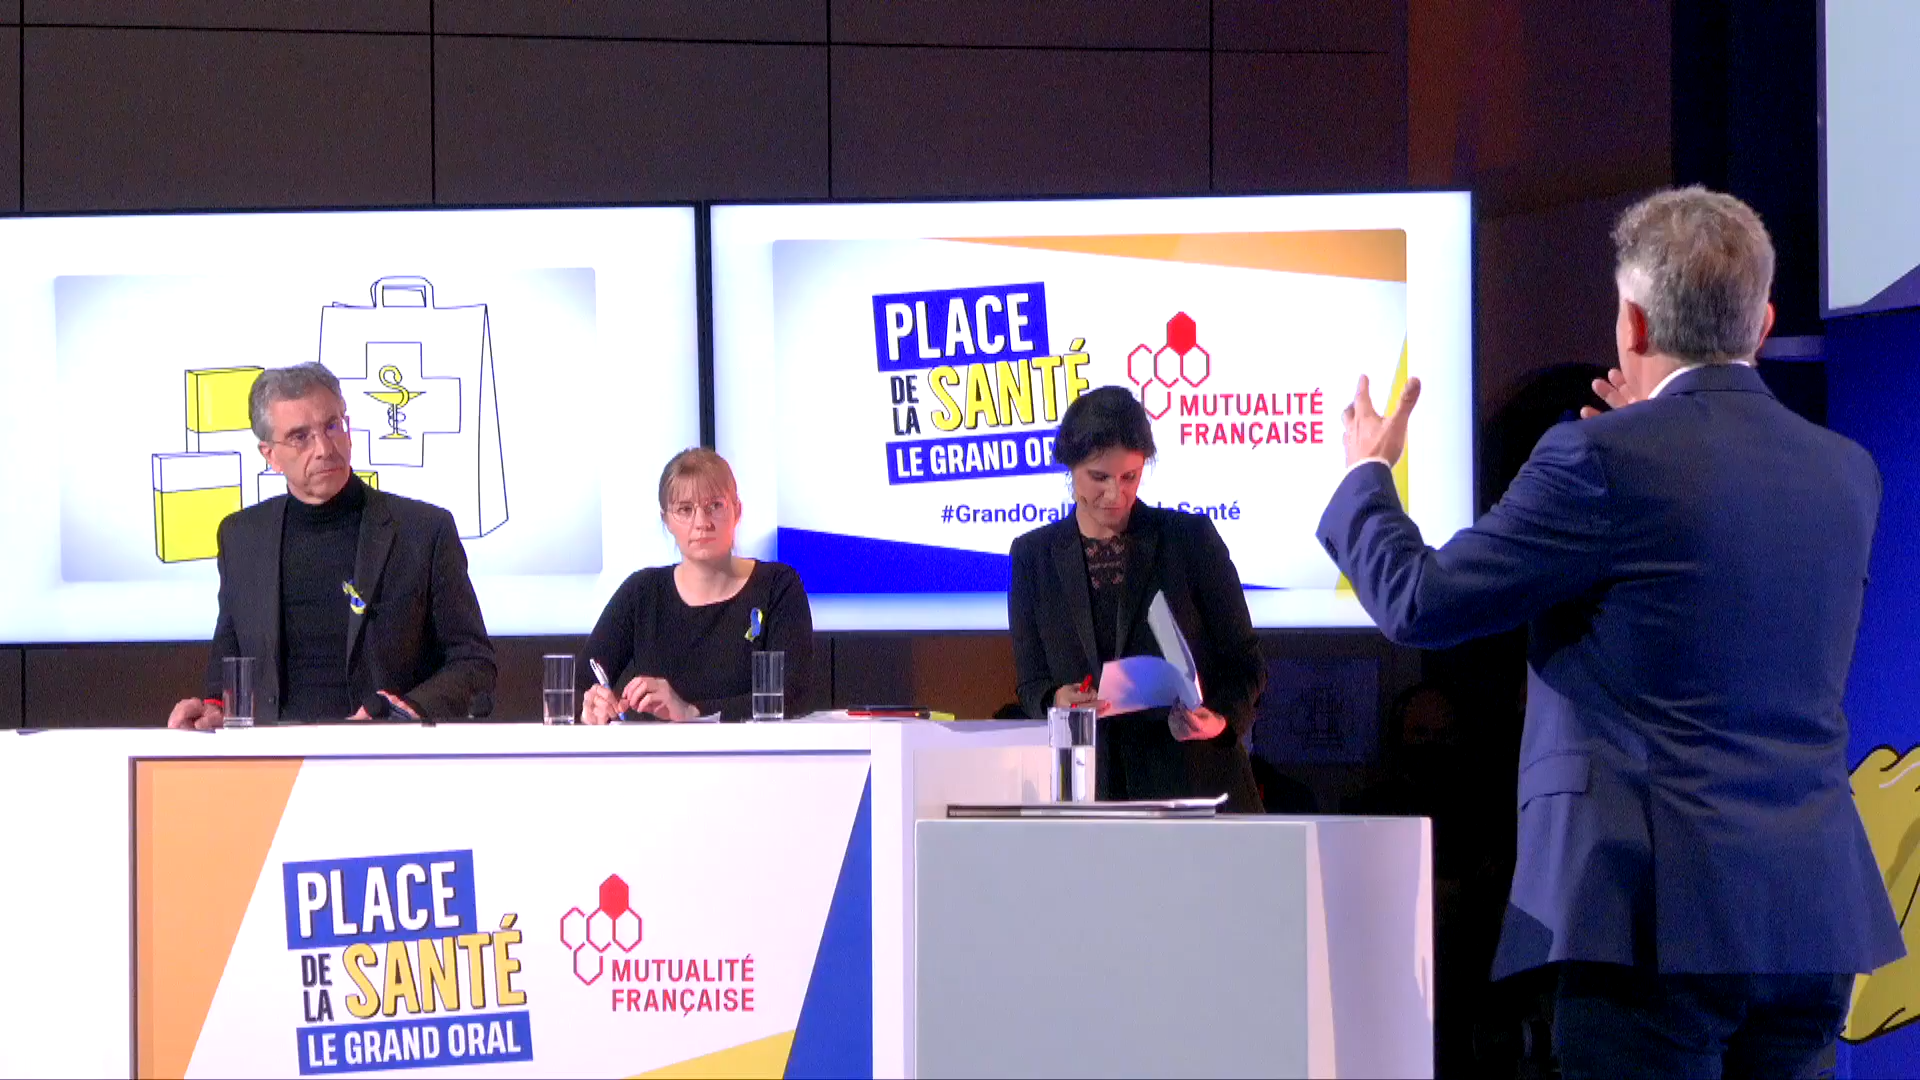 PLACE
DE LA SANTÉ
LE GRAND OR
MUTUALITÉ
FRANÇAISE
#GrandOral
Santé
PLACE
DE LA SANTÉ
LE GRAND ORAL
MUTUALITÉ
FRANÇAISE